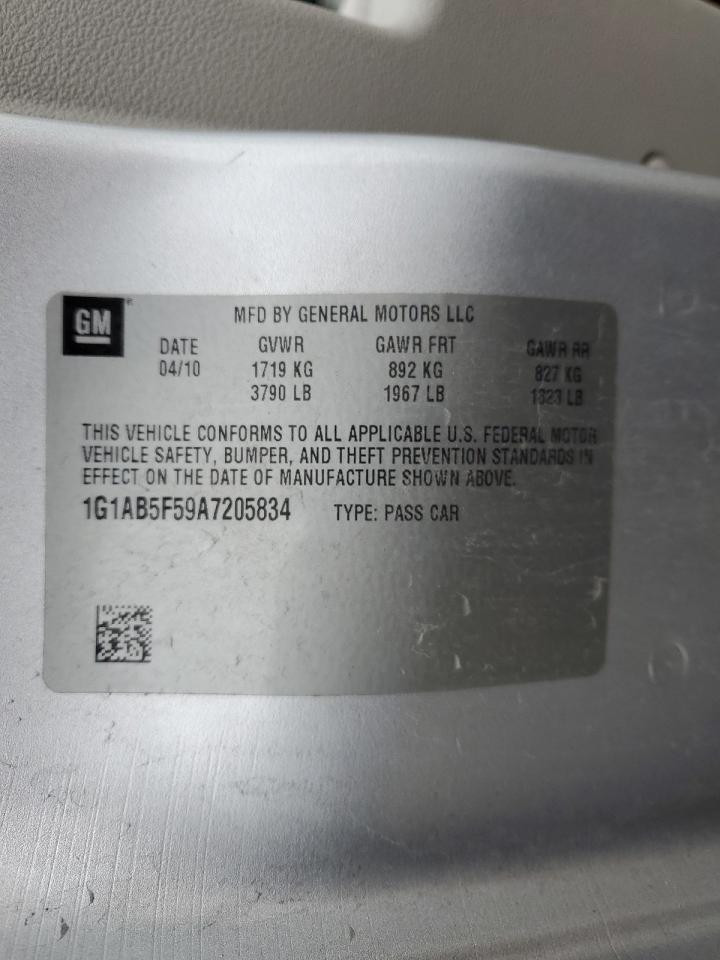 GM
MFD BY GENERAL MOTORS LLC
DATE GVWR GAWR FRT GAWR RR
04/10 1719 KG 892 KG 827 KG
3790 LB 1967 LB 1823 LB
THIS VEHICLE CONFORMS TO ALL APPLICABLE U.S. FEDERAL MOTOR
VEHICLE SAFETY, BUMPER, AND THEFT PREVENTION STANDARDS IN
EFFECT ON THE DATE OF MANUFACTURE SHOWN ABOVE.
1G1AB5F59A7205834 TYPE: PASS CAR